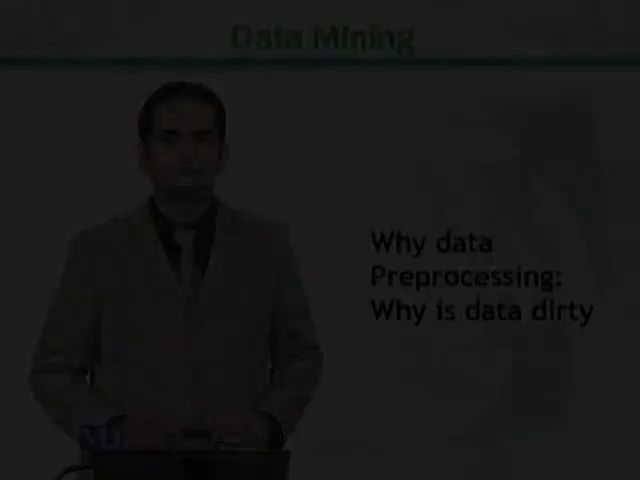 Data Mining
Why data
Preprocessing:
Why is data dirty